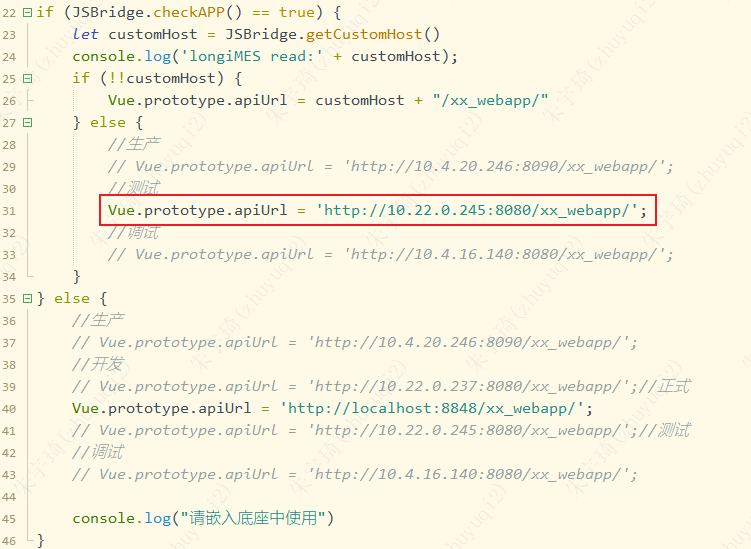 22 if (JSBridge.checkAPP() == true) {
23 let customHost = JSBridge.getCustomHost()
24 console.log('longiMES read:' + customHost);
25 if (!!customHost) {
26 Vue.prototype.apiUrl = customHost + "/xx_webapp/"
27 } else {
28 //生产
29 // Vue.prototype.apiUrl = 'http://10.4.20.246:8090/xx_webapp/';
30 //测试
31 Vue.prototype.apiUrl = 'http://10.22.0.245:8080/xx_webapp/';
32 //调试
33 // Vue.prototype.apiUrl = 'http://10.4.16.140:8080/xx_webapp/';
34 }
35 } else {
36 //生产
37 // Vue.prototype.apiUrl = 'http://10.4.20.246:8090/xx_webapp/';
38 //开发
39 // Vue.prototype.apiUrl = 'http://10.22.0.237:8080/xx_webapp/';//正式
40 Vue.prototype.apiUrl = 'http://localhost:8848/xx_webapp/';
41 // Vue.prototype.apiUrl = 'http://10.22.0.245:8080/xx_webapp/';//测试
42 //调试
43 // Vue.prototype.apiUrl = 'http://10.4.16.140:8080/xx_webapp/';
44
45 console.log("请嵌入底座中使用")
46 }
朱宇琦(zhuyuqi2)